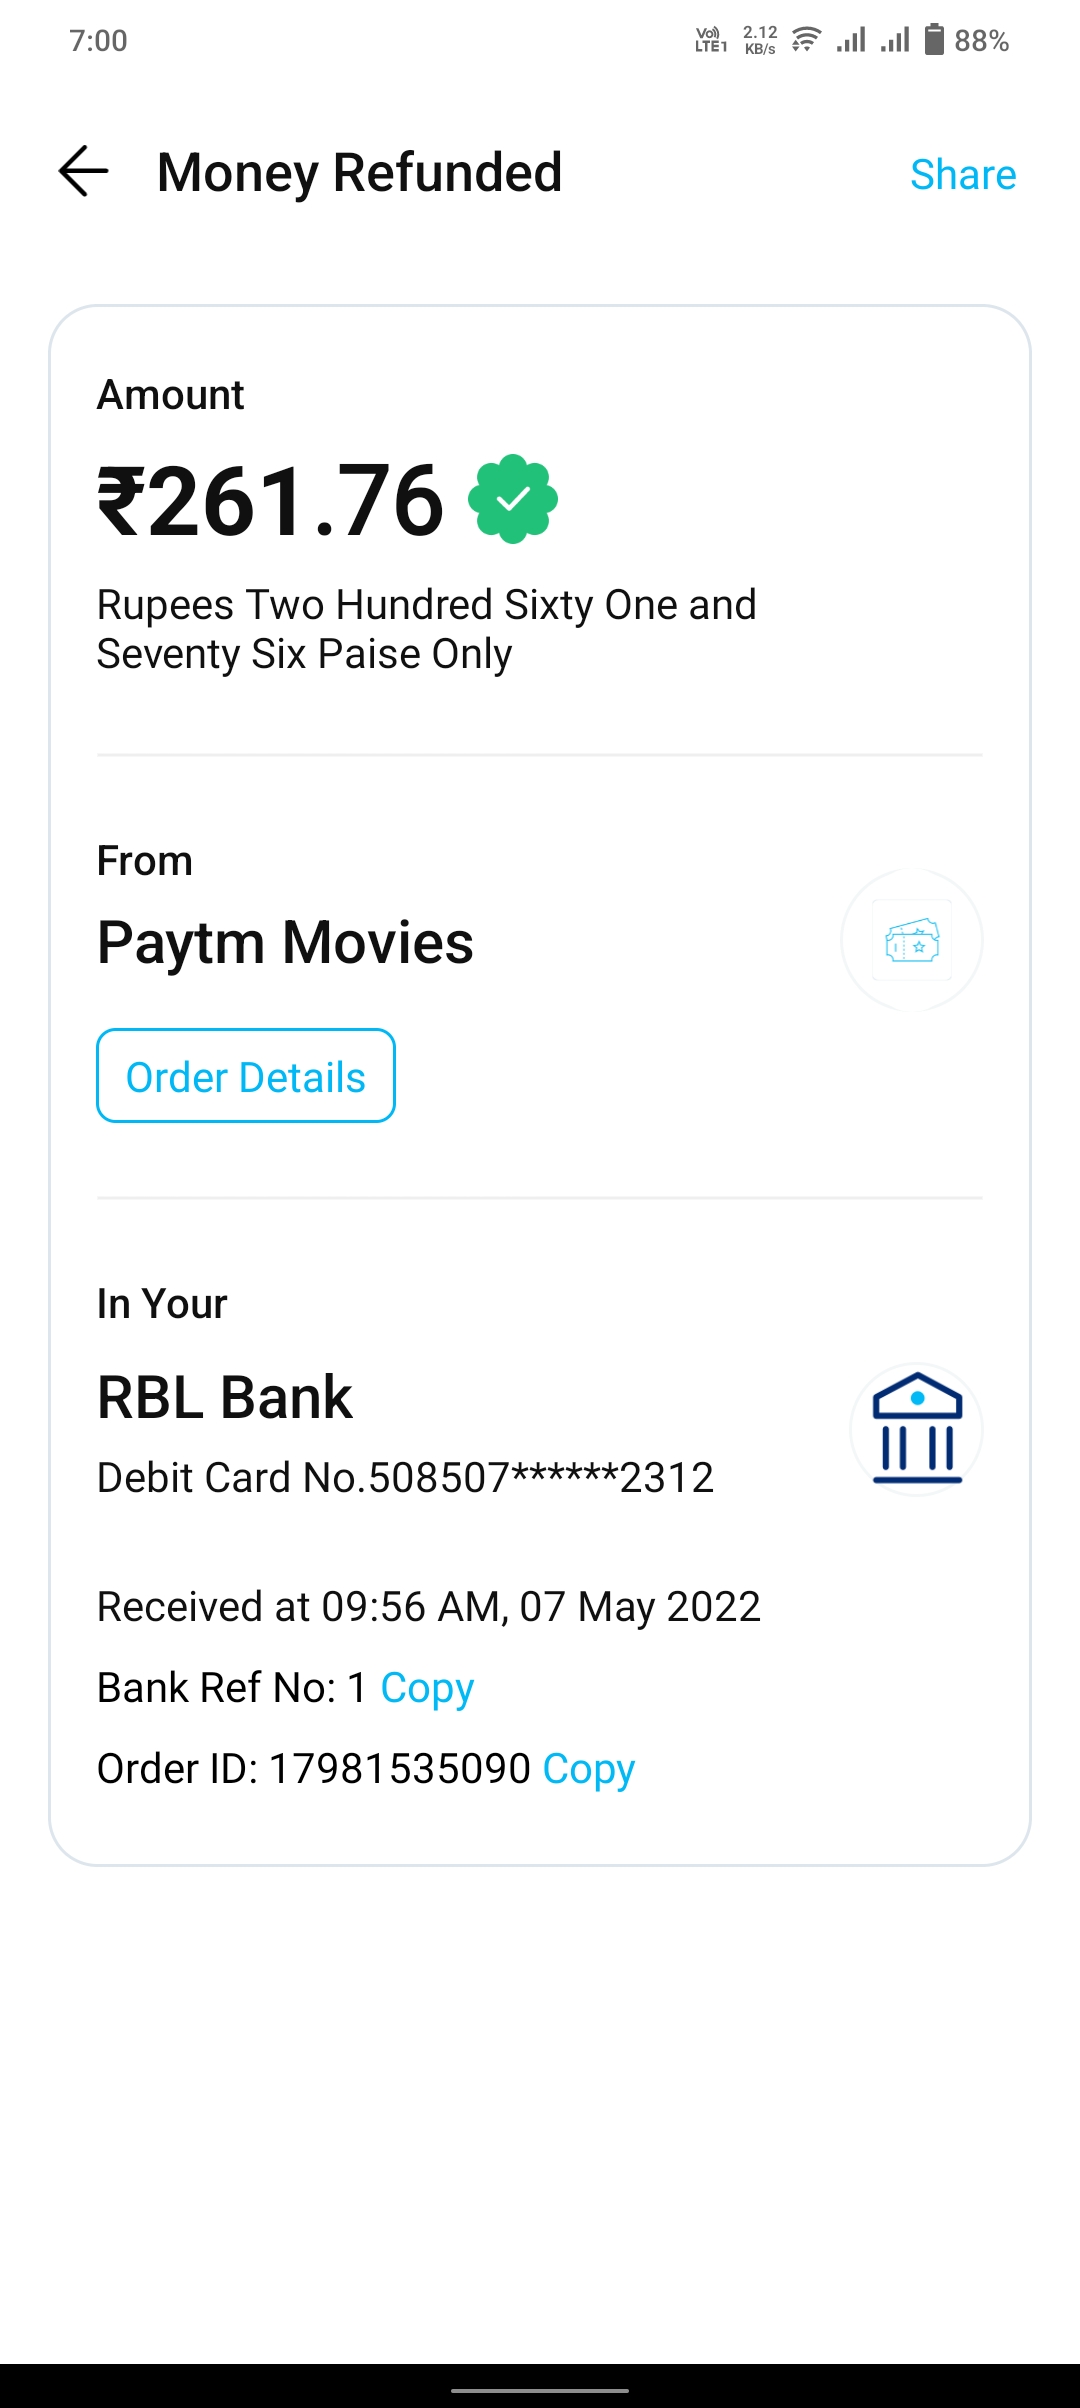 7:00
Vo)) LTE1 2.12 KB/s 88%
Money Refunded
Share
Amount
₹261.76
Rupees Two Hundred Sixty One and
Seventy Six Paise Only
From
Paytm Movies
Order Details
In Your
RBL Bank
Debit Card No.508507******2312
Received at 09:56 AM, 07 May 2022
Bank Ref No: 1 Copy
Order ID: 17981535090 Copy